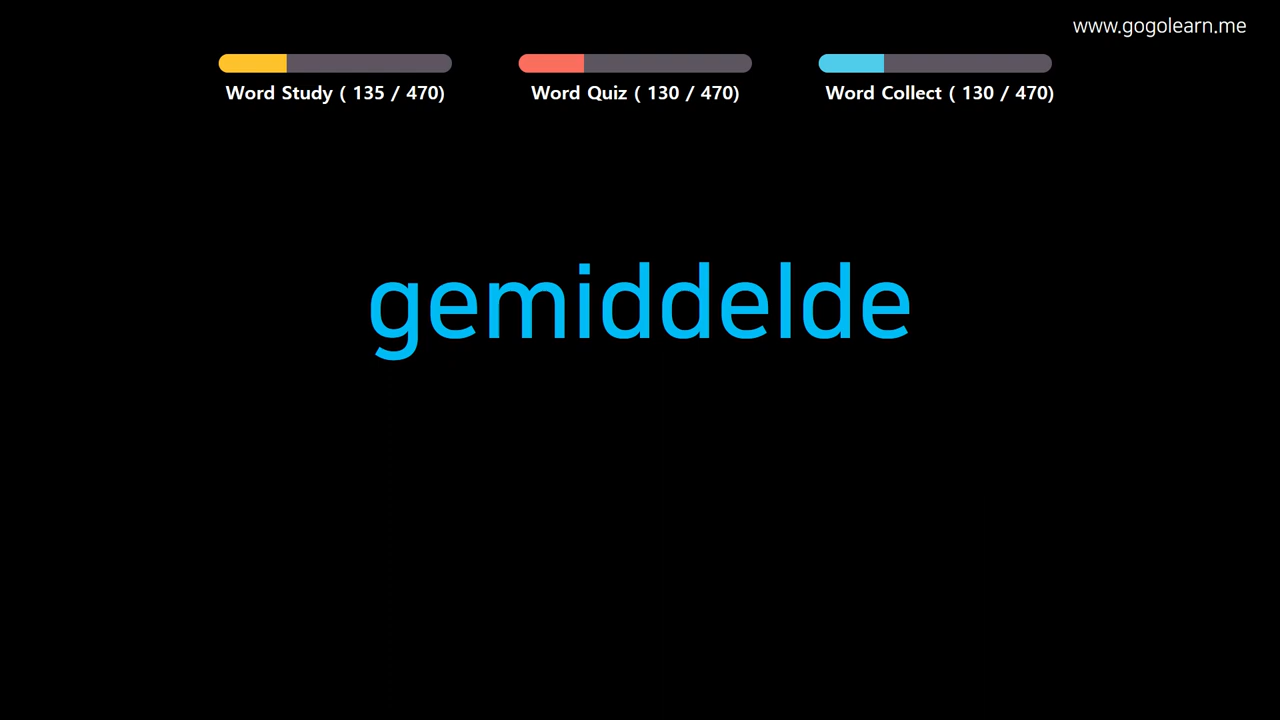 www.gogolearn.me
Word Study ( 135 / 470)
Word Quiz ( 130 / 470)
Word Collect ( 130 / 470)
gemiddelde